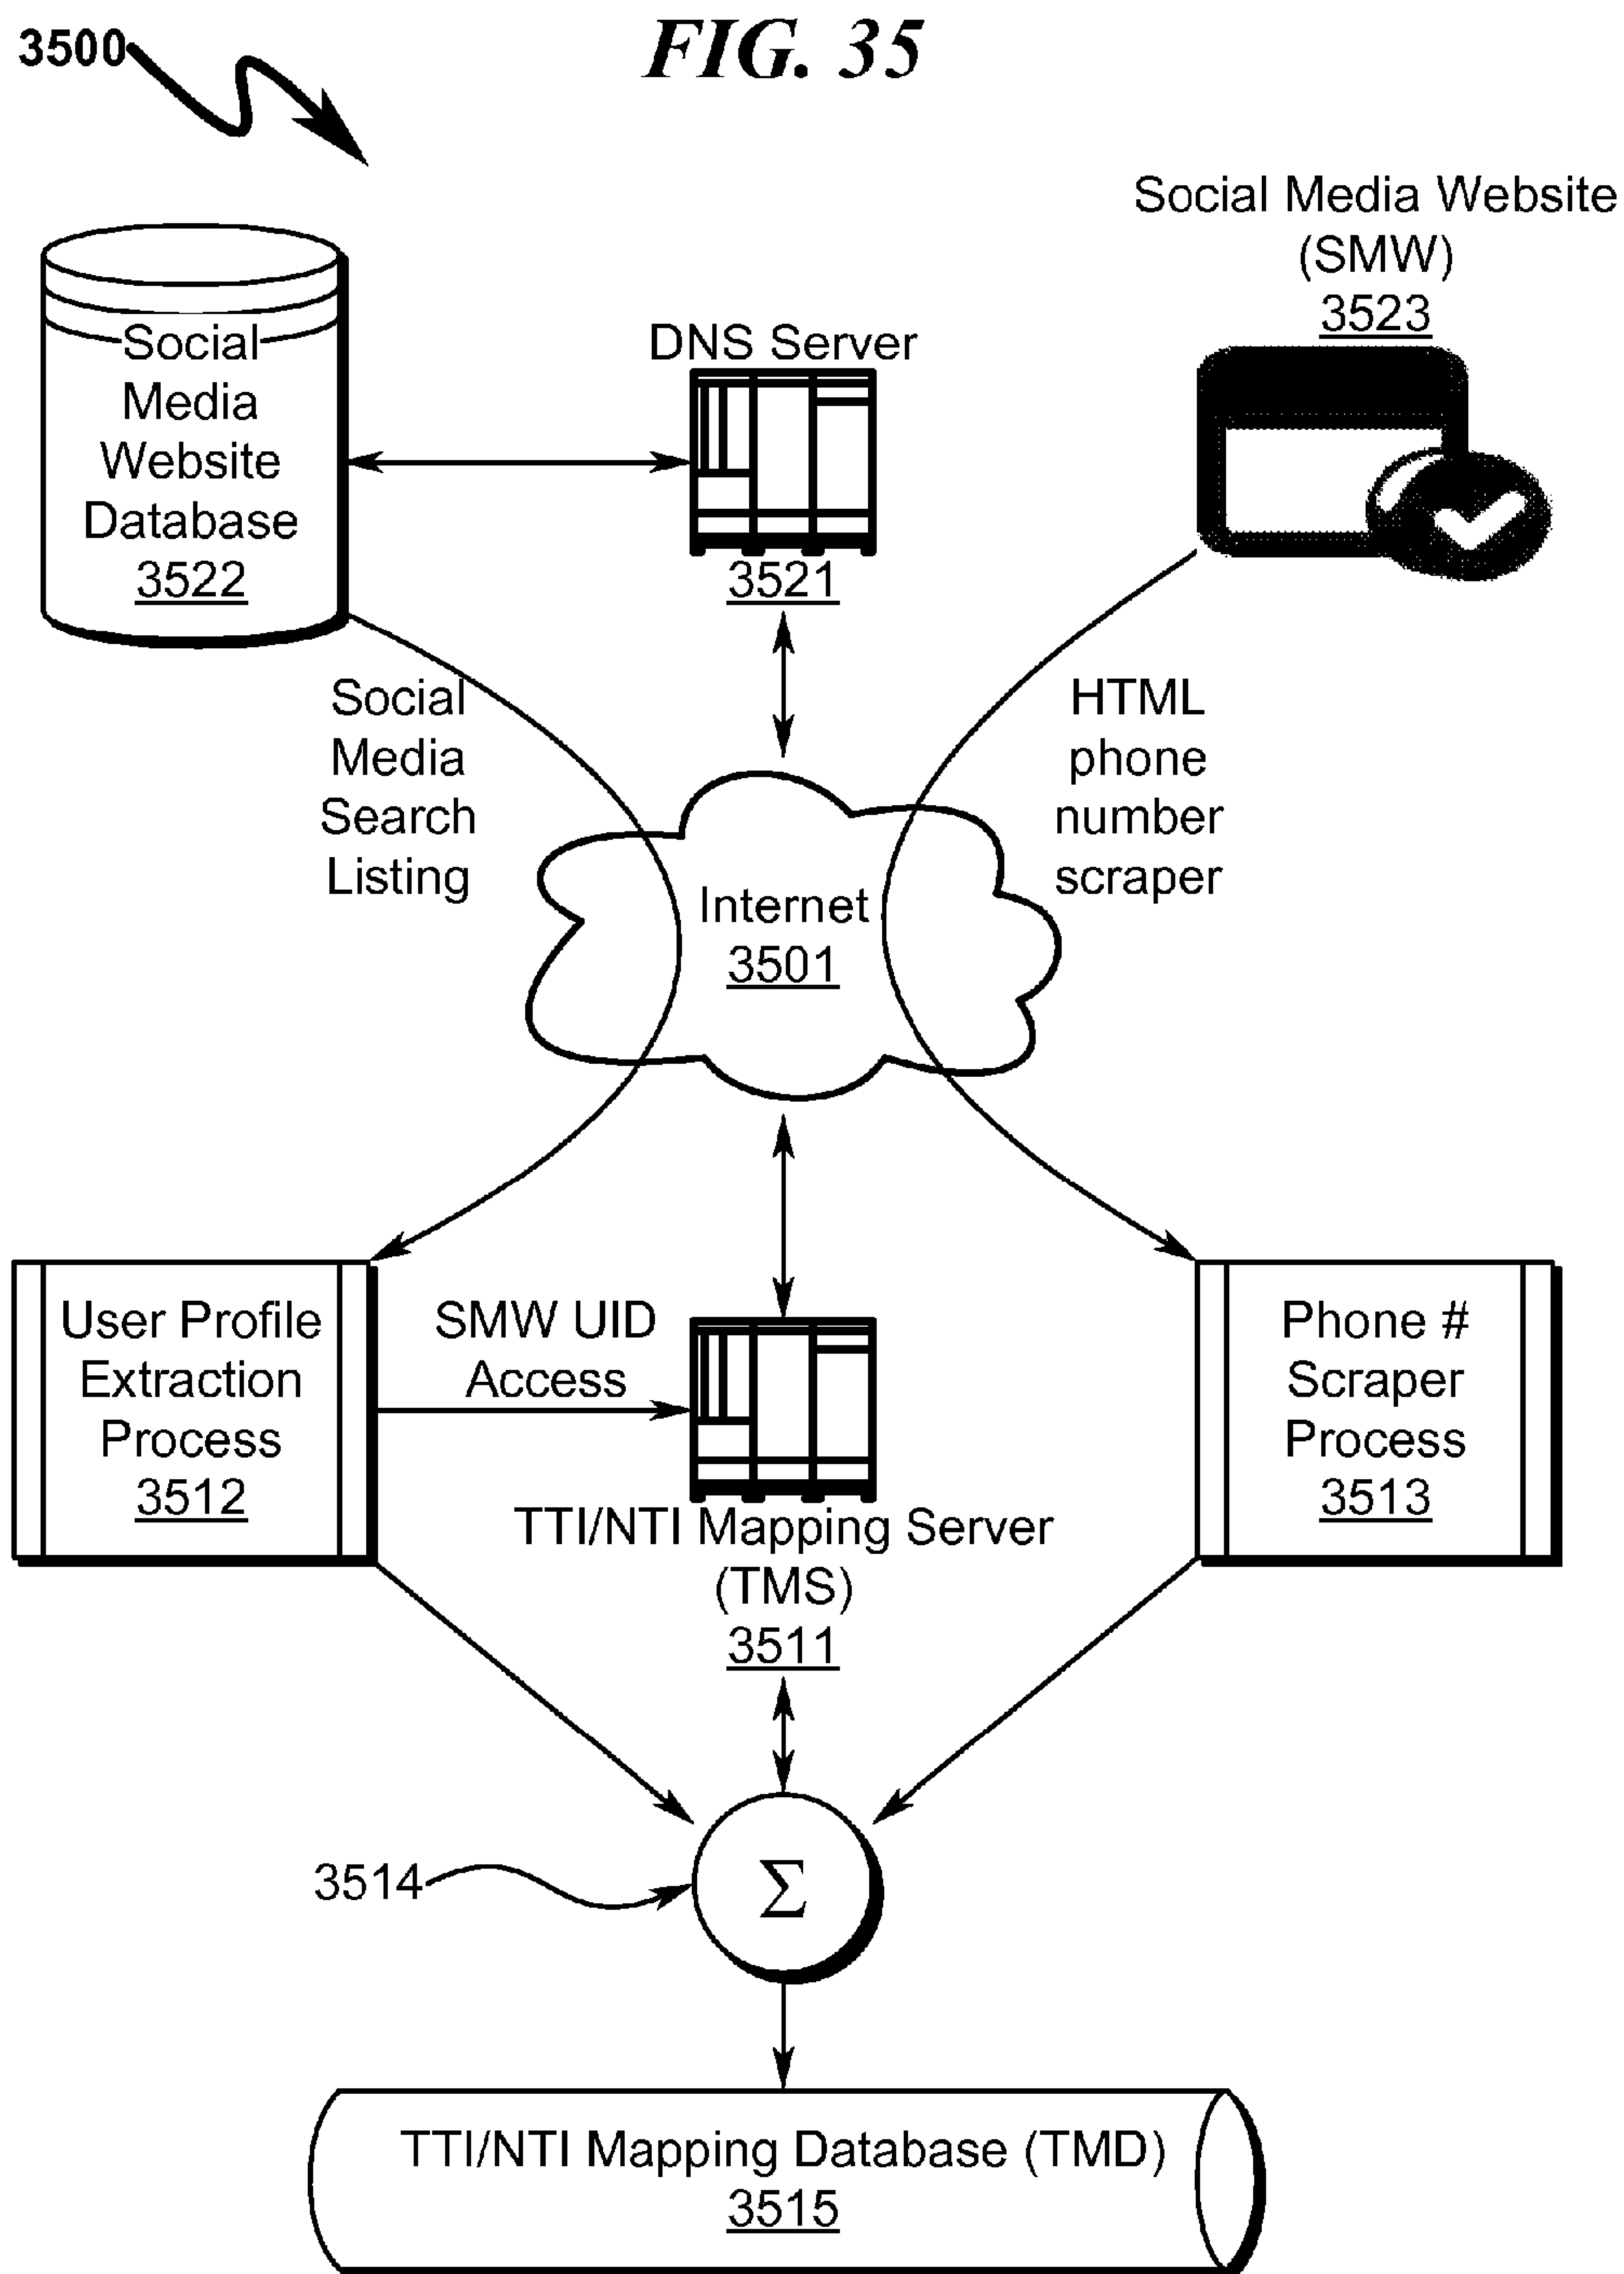 3500
FIG. 35
Social Media Website
(SMW)
3523
Social
Media
Website
Database
3522
DNS Server
3521
Social
Media
Search
Listing
HTML
phone
number
scraper
Internet
3501
User Profile
Extraction
Process
3512
SMW UID
Access
TTI/NTI Mapping Server
(TMS)
3511
Phone #
Scraper
Process
3513
3514
Σ
TTI/NTI Mapping Database (TMD)
3515